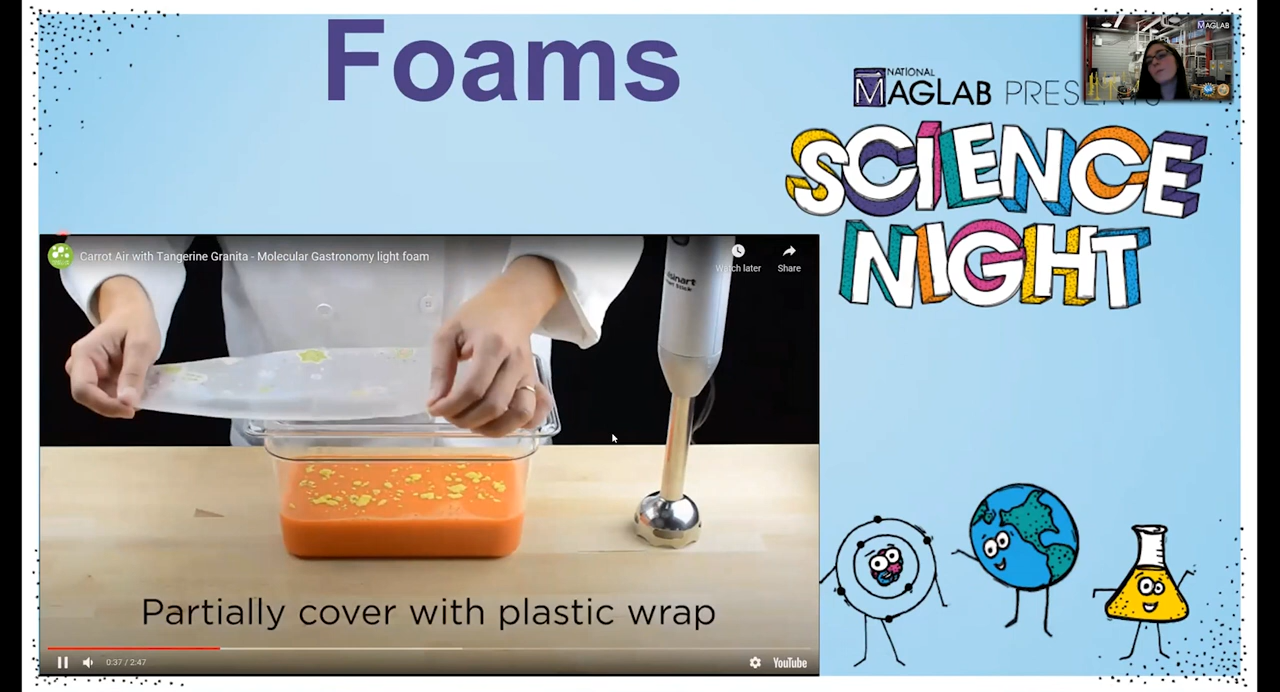 Foams
MAGLAB
NATIONAL
MAGLAB PRESENTS
SCIENCE
NIGHT
Carrot Air with Tangerine Granita - Molecular Gastronomy light foam
Watch later
Share
Partially cover with plastic wrap
0:37 / 2:47
YouTube